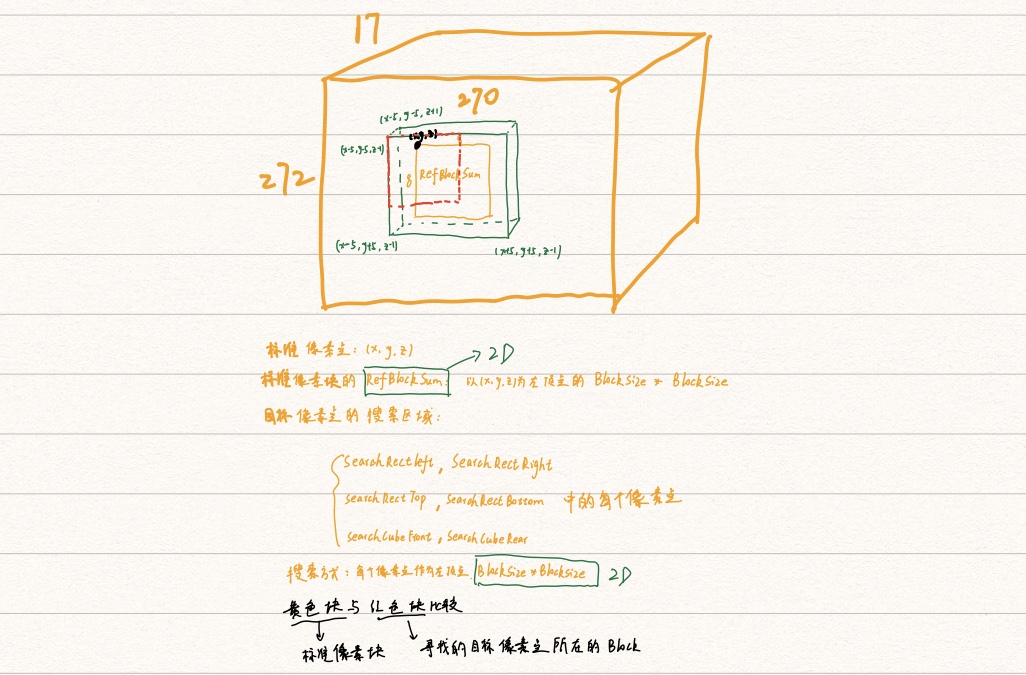 17
270
(x-5, y-5, z+1)
(x,y,z)
(x-5, y-5, z-1)
272
8
RefBlockSum
(x-5, y+5, z-1)
(x+5, y+5, z-1)
标准像素点: (x, y, z)
2D
标准像素块的 RefBlockSum: 以(x, y, z)为左顶点的 BlockSize * BlockSize
目标像素点的搜索区域:
SearchRectleft, SearchRectRight
SearchRectTop, SearchRectBottom 中的每个像素点
SearchCubeFront, SearchCubeRear
搜索方式: 每个像素点作为左顶点, BlockSize * BlockSize 2D
黄色块与红色块比较
标准像素块
寻找的目标像素点所在的 Block